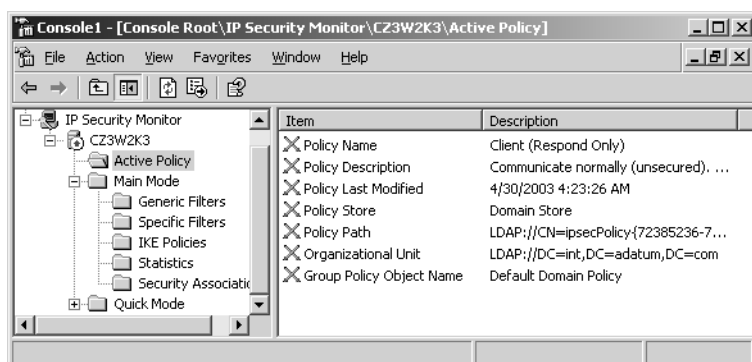 Console1 - [Console Root\IP Security Monitor\CZ3W2K3\Active Policy]
File Action View Favorites Window Help
IP Security Monitor
CZ3W2K3
Active Policy
Main Mode
Generic Filters
Specific Filters
IKE Policies
Statistics
Security Associatic
Quick Mode
Item Description
Policy Name Client (Respond Only)
Policy Description Communicate normally (unsecured). ...
Policy Last Modified 4/30/2003 4:23:26 AM
Policy Store Domain Store
Policy Path LDAP://CN=ipsecPolicy{72385236-7...
Organizational Unit LDAP://DC=int,DC=adatum,DC=com
Group Policy Object Name Default Domain Policy